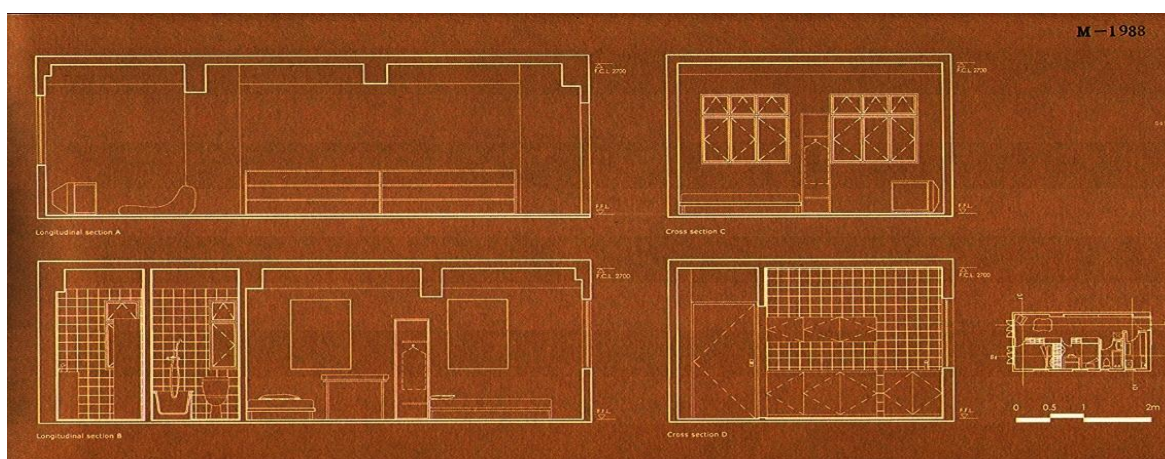 M—1988
F.C.L 2700
F.F.L.
Longitudinal section A
F.C.L 2700
F.F.L.
Cross section C
F.C.L. 2700
F.F.L.
Longitudinal section B
F.C.L 2700
F.F.L.
Cross section D
0 0.5 1 2m